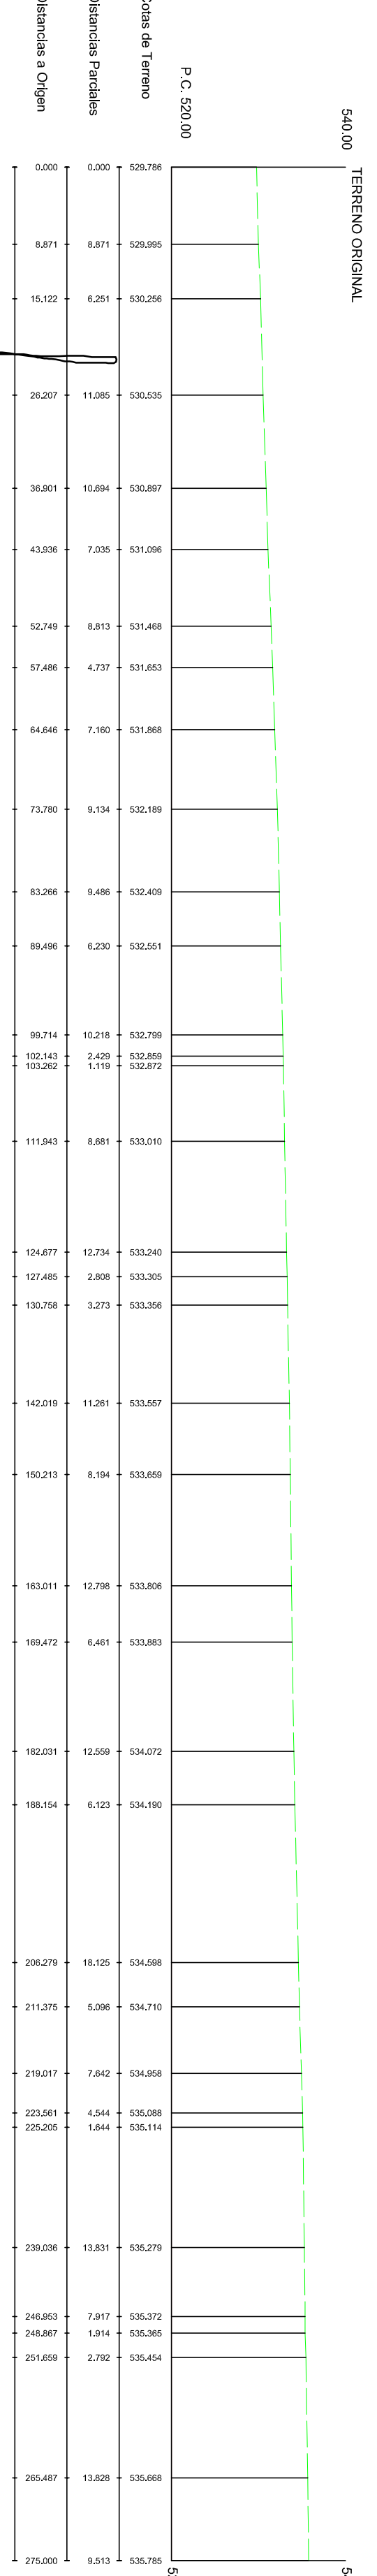 540.00
TERRENO ORIGINAL
P.C. 520.00
Cotas de Terreno
Distancias Parciales
Distancias a Origen
0.000 0.000 529.786
8.871 8.871 529.995
15.122 6.251 530.256
26.207 11.085 530.535
36.901 10.694 530.897
43.936 7.035 531.096
52.749 8.813 531.468
57.486 4.737 531.653
64.646 7.160 531.868
73.780 9.134 532.189
83.266 9.486 532.409
89.496 6.230 532.551
99.714 10.218 532.799
102.143 2.429 532.859
103.262 1.119 532.872
111.943 8.681 533.010
124.677 12.734 533.240
127.485 2.808 533.305
130.758 3.273 533.356
142.019 11.261 533.557
150.213 8.194 533.659
163.011 12.798 533.806
169.472 6.461 533.883
182.031 12.559 534.072
188.154 6.123 534.190
206.279 18.125 534.598
211.375 5.096 534.710
219.017 7.642 534.958
223.561 4.544 535.088
225.205 1.644 535.114
239.036 13.831 535.279
246.953 7.917 535.372
248.867 1.914 535.365
251.659 2.792 535.454
265.487 13.828 535.668
275.000 9.513 535.785